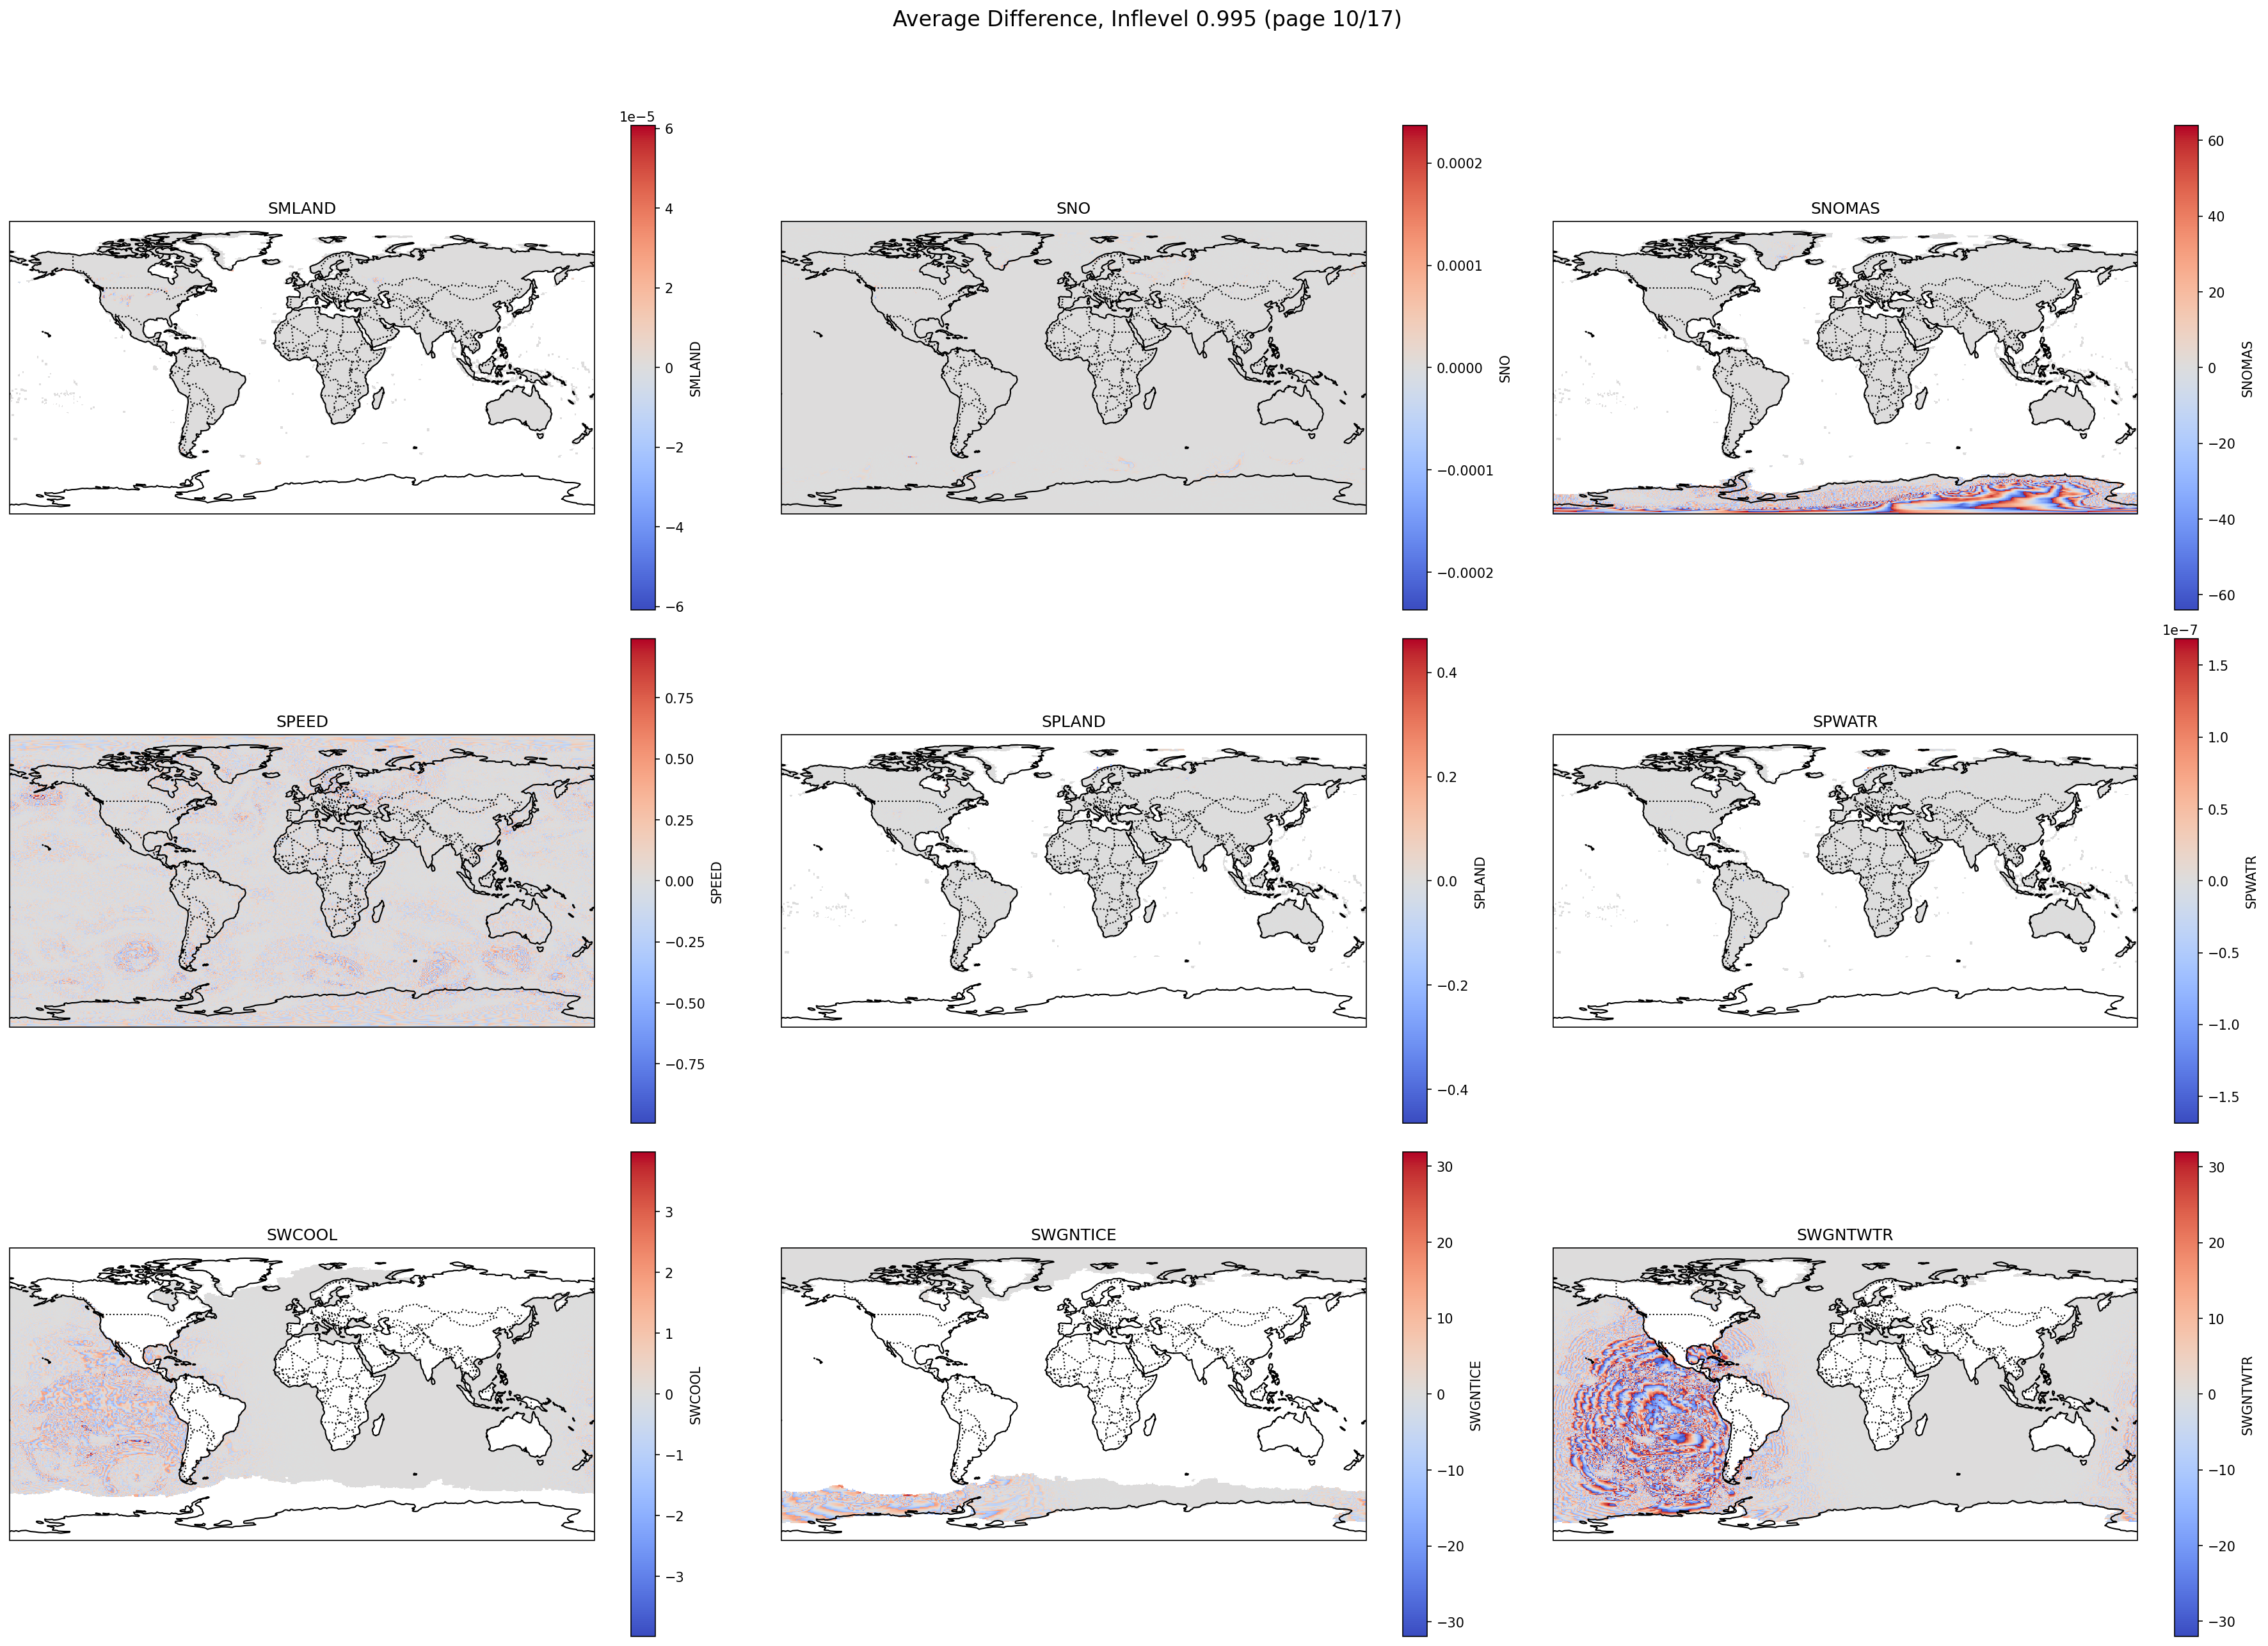 Average Difference, Inflevel 0.995 (page 10/17)
SMLAND
1e−5
6
4
2
0
−2
−4
−6
SMLAND
SNO
0.0002
0.0001
0.0000
−0.0001
−0.0002
SNO
SNOMAS
60
40
20
0
−20
−40
−60
SNOMAS
SPEED
0.75
0.50
0.25
0.00
−0.25
−0.50
−0.75
SPEED
SPLAND
0.4
0.2
0.0
−0.2
−0.4
SPLAND
SPWATR
1e−7
1.5
1.0
0.5
0.0
−0.5
−1.0
−1.5
SPWATR
SWCOOL
3
2
1
0
−1
−2
−3
SWCOOL
SWGNTICE
30
20
10
0
−10
−20
−30
SWGNTICE
SWGNTWTR
30
20
10
0
−10
−20
−30
SWGNTWTR